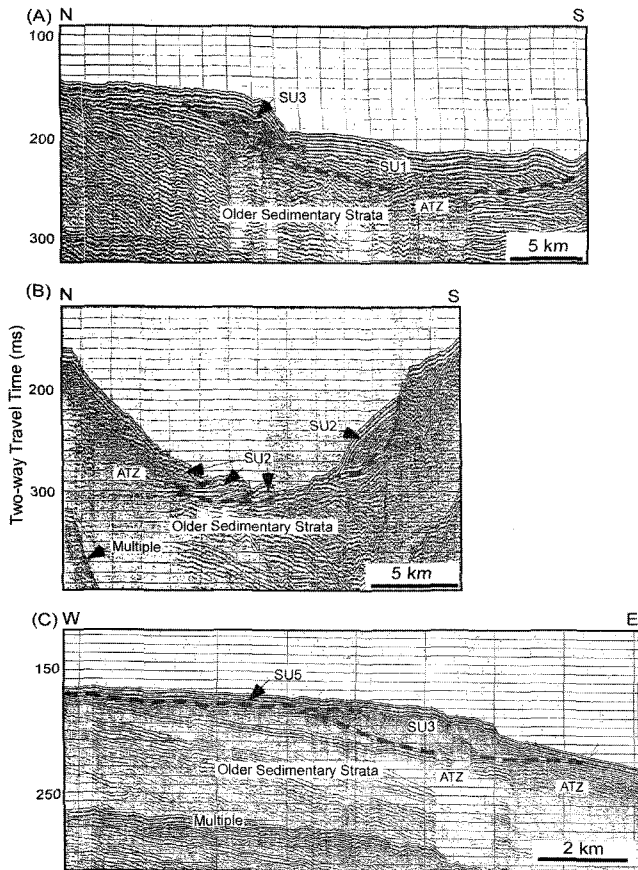 (A) N S
100
SU3
200
SU1
Older Sedimentary Strata
ATZ
300
5 km
(B) N S
Two-way Travel Time (ms)
200
SU2
SU2
ATZ
300
Older Sedimentary Strata
Multiple
5 km
(C) W E
150
SU5
SU3
Older Sedimentary Strata
ATZ
ATZ
250
Multiple
2 km